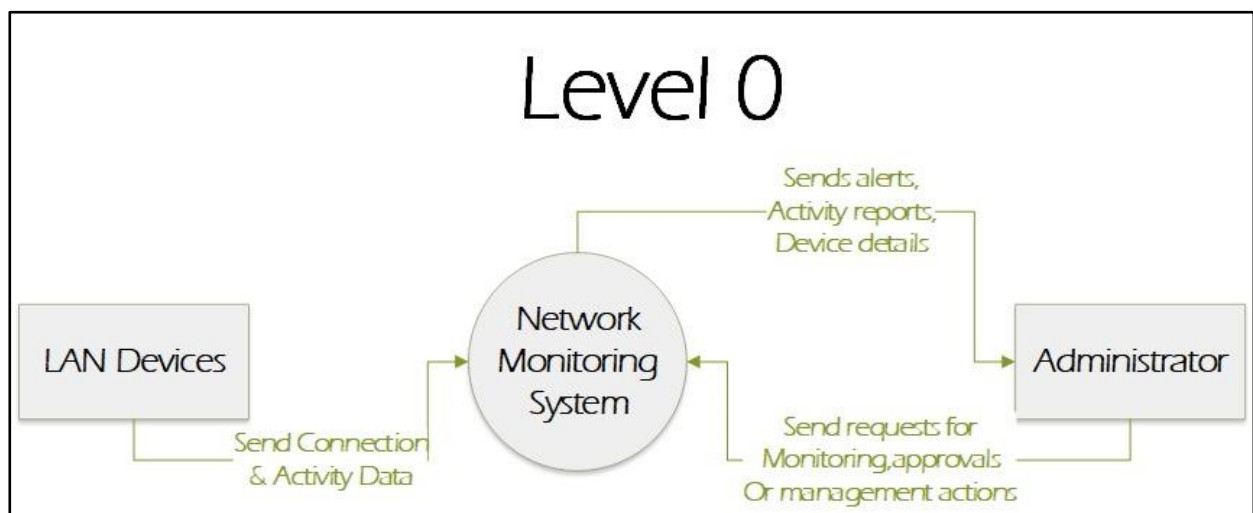 Level 0
Sends alerts,
Activity reports,
Device details
LAN Devices
Network
Monitoring
System
Administrator
Send Connection
& Activity Data
Send requests for
Monitoring,approvals
Or management actions